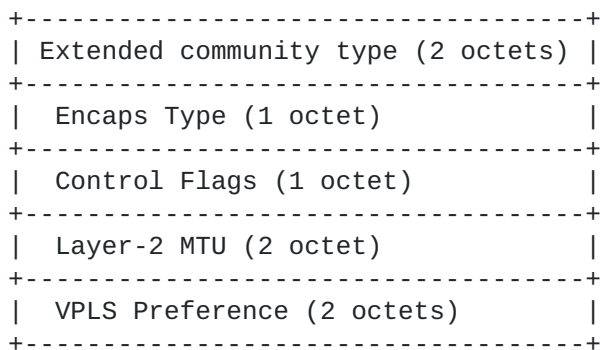 +-----------------------------------+
| Extended community type (2 octets) |
+-----------------------------------+
|  Encaps Type (1 octet)             |
+-----------------------------------+
|  Control Flags (1 octet)           |
+-----------------------------------+
|  Layer-2 MTU (2 octet)             |
+-----------------------------------+
|  VPLS Preference (2 octets)        |
+-----------------------------------+